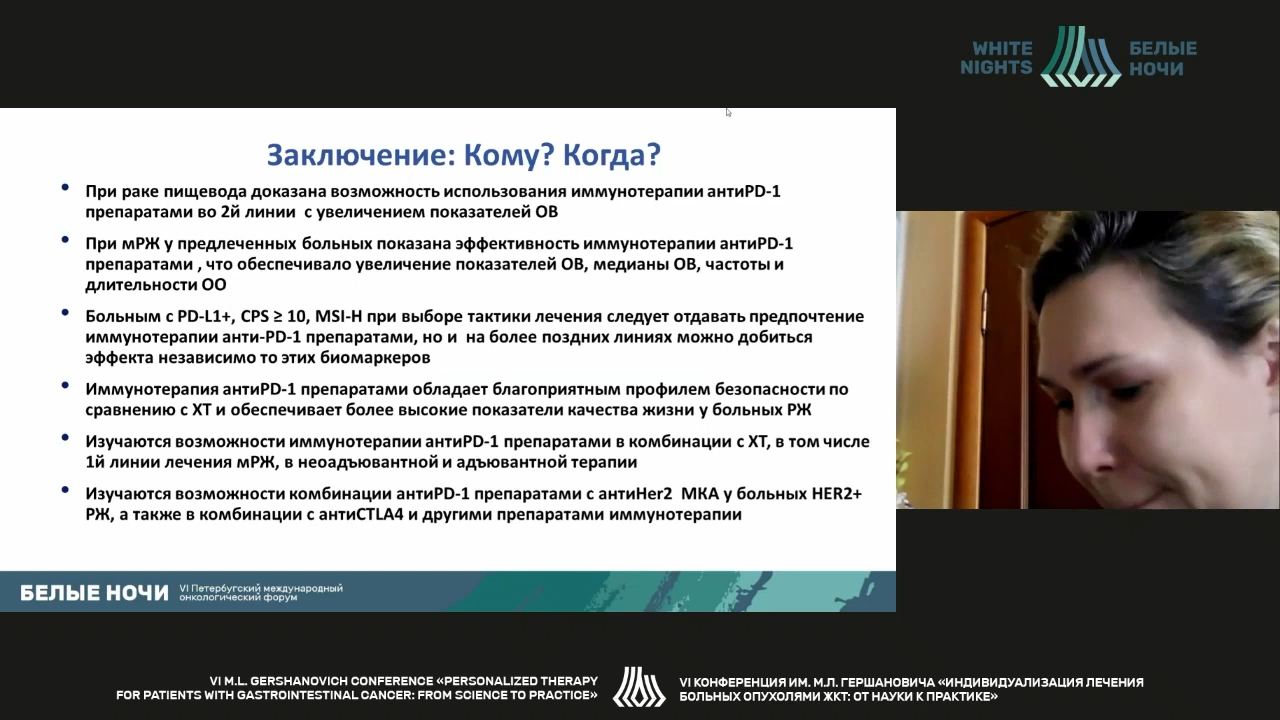 WHITE
NIGHTS
БЕЛЫЕ
НОЧИ
Заключение: Кому? Когда?
• При раке пищевода доказана возможность использования иммунотерапии антиPD-1
препаратами во 2й линии с увеличением показателей ОВ
• При мРЖ у предлеченных больных показана эффективность иммунотерапии антиPD-1
препаратами , что обеспечивало увеличение показателей ОВ, медианы ОВ, частоты и
длительности ОО
• Больным с PD-L1+, CPS ≥ 10, MSI-H при выборе тактики лечения следует отдавать предпочтение
иммунотерапии анти-PD-1 препаратами, но и на более поздних линиях можно добиться
эффекта независимо то этих биомаркеров
• Иммунотерапия антиPD-1 препаратами обладает благоприятным профилем безопасности по
сравнению с ХТ и обеспечивает более высокие показатели качества жизни у больных РЖ
• Изучаются возможности иммунотерапии антиPD-1 препаратами в комбинации с ХТ, в том числе
1й линии лечения мРЖ, в неоадъювантной и адъювантной терапии
• Изучаются возможности комбинации антиPD-1 препаратами с антиHer2 МКА у больных HER2+
РЖ, а также в комбинации с антиCTLA4 и другими препаратами иммунотерапии
БЕЛЫЕ НОЧИ
VI Петербугский международный
онкологический форум
VI M.L. GERSHANOVICH CONFERENCE «PERSONALIZED THERAPY
FOR PATIENTS WITH GASTROINTESTINAL CANCER: FROM SCIENCE TO PRACTICE»
VI КОНФЕРЕНЦИЯ ИМ. М.Л. ГЕРШАНОВИЧА «ИНДИВИДУАЛИЗАЦИЯ ЛЕЧЕНИЯ
БОЛЬНЫХ ОПУХОЛЯМИ ЖКТ: ОТ НАУКИ К ПРАКТИКЕ»